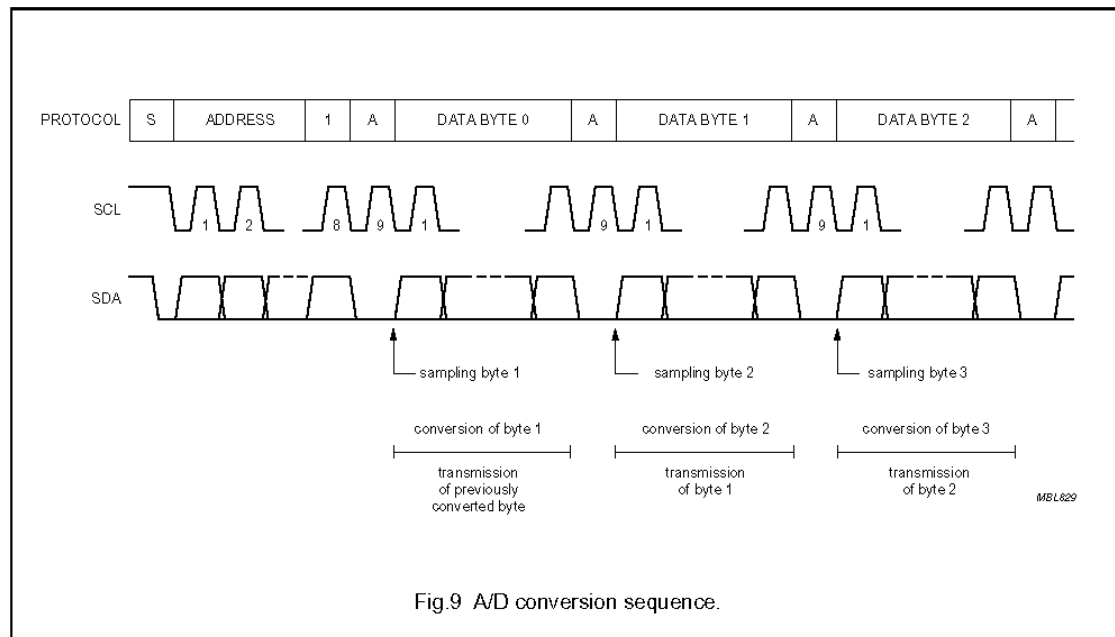 PROTOCOL S ADDRESS 1 A DATA BYTE 0 A DATA BYTE 1 A DATA BYTE 2 A
SCL 1 2 8 9 1 9 1 9 1
SDA
sampling byte 1 sampling byte 2 sampling byte 3
conversion of byte 1 conversion of byte 2 conversion of byte 3
transmission of previously converted byte transmission of byte 1 transmission of byte 2
MBL829
Fig.9 A/D conversion sequence.